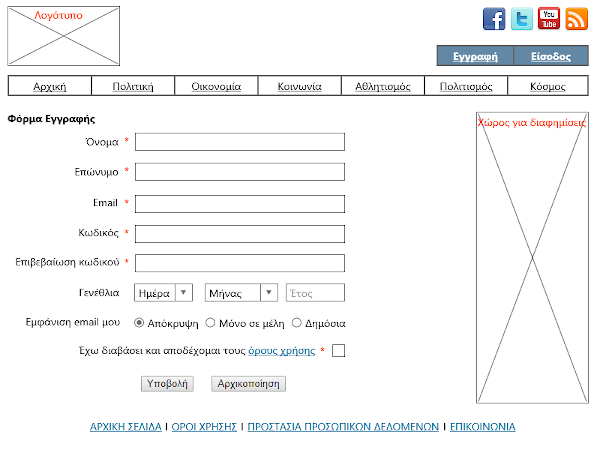 Λογότυπο
You
Tube
Εγγραφή Είσοδος
Αρχική Πολιτική Οικονομία Κοινωνία Αθλητισμός Πολιτισμός Κόσμος
Φόρμα Εγγραφής
Χώρος για διαφημίσεις
Όνομα *
Επώνυμο *
Email *
Κωδικός *
Επιβεβαίωση κωδικού *
Γενέθλια Ημέρα Μήνας Έτος
Εμφάνιση email μου Απόκρυψη Μόνο σε μέλη Δημόσια
Έχω διαβάσει και αποδέχομαι τους όρους χρήσης *
Υποβολή Αρχικοποίηση
ΑΡΧΙΚΗ ΣΕΛΙΔΑ | ΟΡΟΙ ΧΡΗΣΗΣ | ΠΡΟΣΤΑΣΙΑ ΠΡΟΣΩΠΙΚΩΝ ΔΕΔΟΜΕΝΩΝ | ΕΠΙΚΟΙΝΩΝΙΑ